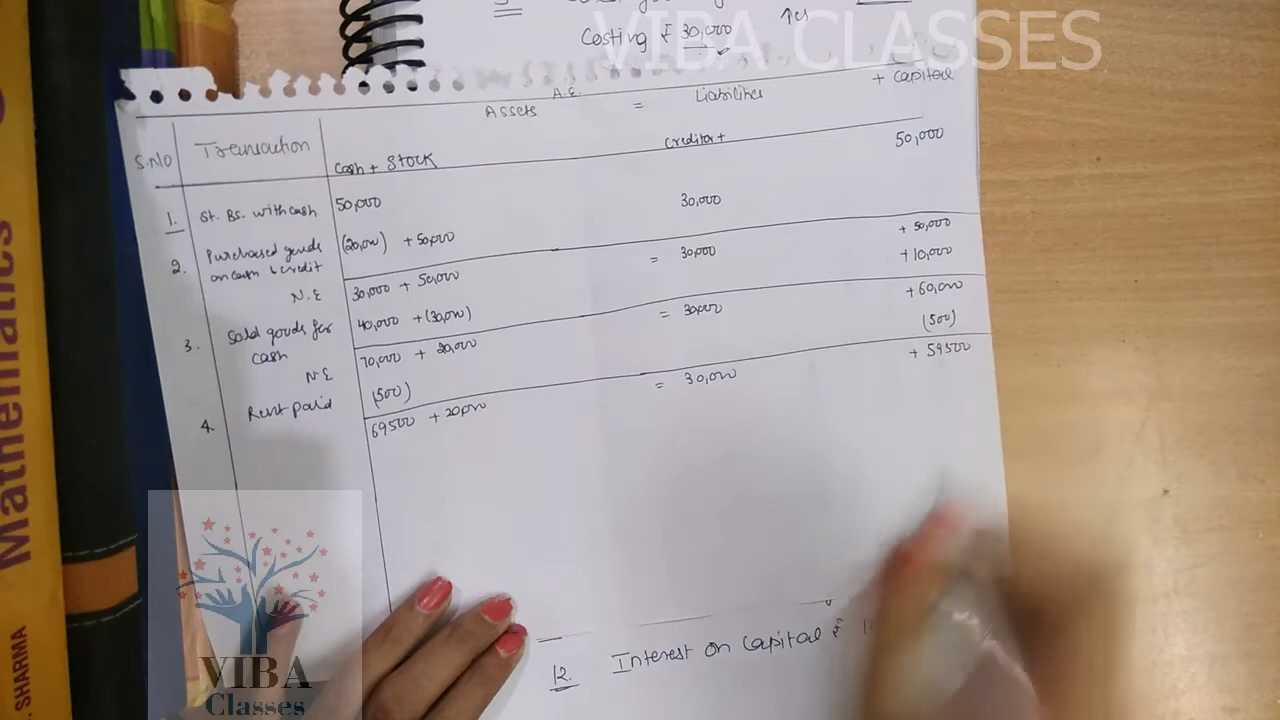 Costing ₹ 30,000
VIBA CLASSES
A.E.
Assets = Liabilities + Capital
S.No Transaction Cash + Stock Creditor +
1. St. Bs. with cash 50,000 50,000
2. Purchased goods on cash & credit (20,000) + 50,000 30,000
N.E 30,000 + 50,000 = 30,000 + 50,000
3. Sold goods for cash 40,000 + (30,000) + 10,000
N.E 70,000 + 20,000 = 30,000 + 60,000
4. Rent paid (500) (500)
69500 + 20,000 = 30,000 + 59500
12. Interest on Capital ₹
Mathematics
SHARMA
VIBA
Classes